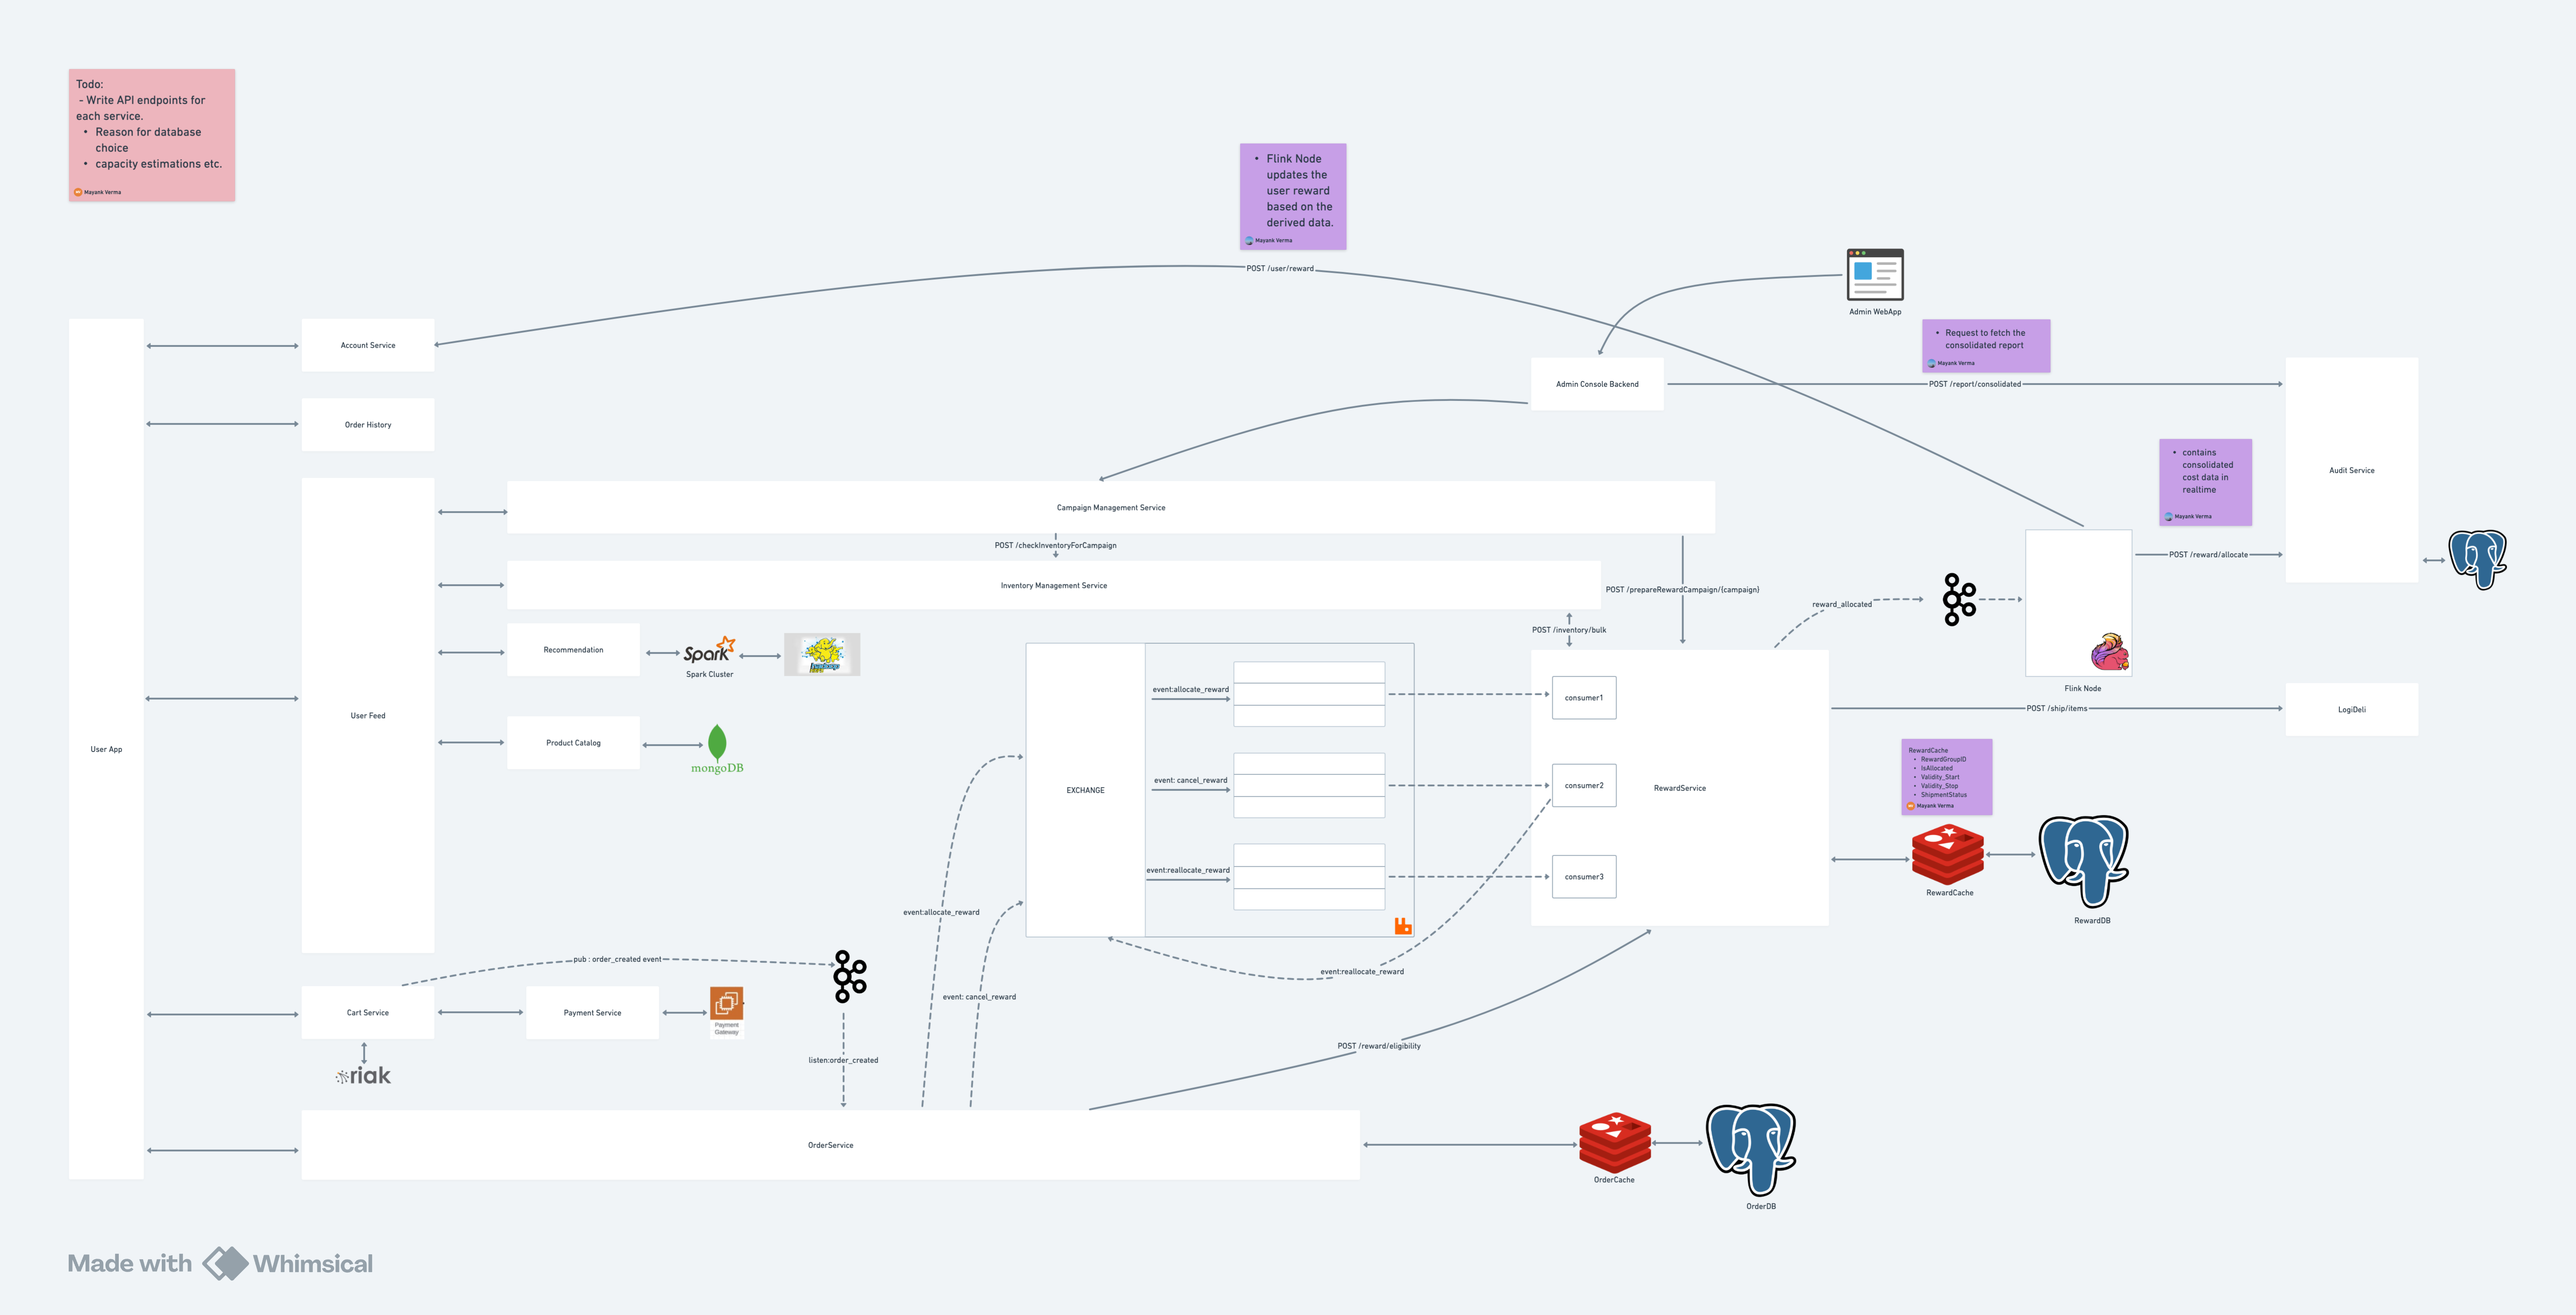 Todo:
- Write API endpoints for
each service.
• Reason for database
choice
• capacity estimations etc.
Mayank Verma
• Flink Node
updates the
user reward
based on the
derived data.
Mayank Verma
POST /user/reward
Admin WebApp
• Request to fetch the
consolidated report
Mayank Verma
Account Service
Admin Console Backend
POST /report/consolidated
Order History
• contains
consolidated
cost data in
realtime
Mayank Verma
Audit Service
Campaign Management Service
POST /checkInventoryForCampaign
POST /reward/allocate
Inventory Management Service
POST /prepareRewardCampaign/{campaign}
reward_allocated
POST /inventory/bulk
Recommendation
Spark
Spark Cluster
Flink Node
event:allocate_reward
consumer1
User Feed
POST /ship/items
LogiDeli
User App
Product Catalog
mongoDB
EXCHANGE
event: cancel_reward
consumer2
RewardService
RewardCache
• RewardGroupID
• IsAllocated
• Validity_Start
• Validity_Stop
• ShipmentStatus
Mayank Verma
event:reallocate_reward
consumer3
RewardCache
RewardDB
event:allocate_reward
pub : order_created event
event:reallocate_reward
event: cancel_reward
Cart Service
Payment Service
Payment
Gateway
riak
listen:order_created
POST /reward/eligibility
OrderService
OrderCache
OrderDB
Made with Whimsical